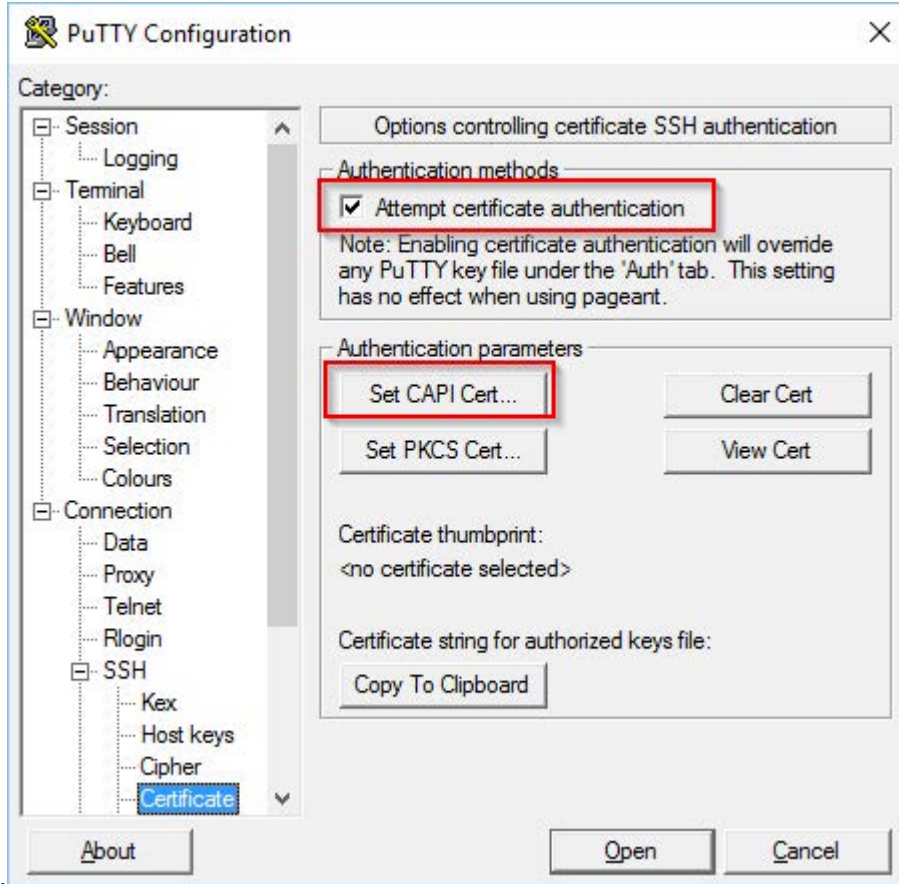 PuTTY Configuration
Category:
Session
Logging
Terminal
Keyboard
Bell
Features
Window
Appearance
Behaviour
Translation
Selection
Colours
Connection
Data
Proxy
Telnet
Rlogin
SSH
Kex
Host keys
Cipher
Certificate
Options controlling certificate SSH authentication
Authentication methods
Attempt certificate authentication
Note: Enabling certificate authentication will override
any PuTTY key file under the 'Auth' tab. This setting
has no effect when using pageant.
Authentication parameters
Set CAPI Cert...
Clear Cert
Set PKCS Cert...
View Cert
Certificate thumbprint:
<no certificate selected>
Certificate string for authorized keys file:
Copy To Clipboard
About
Open
Cancel